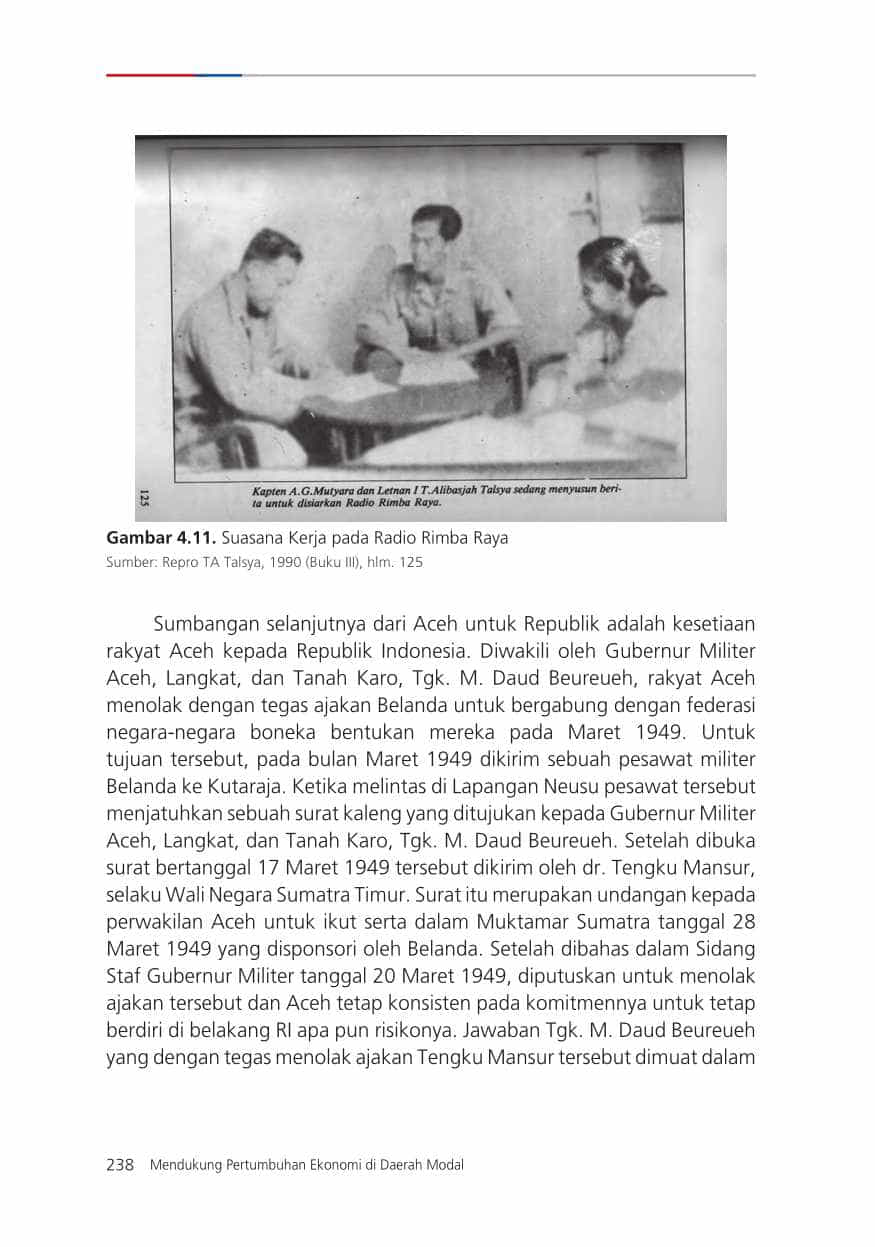 125
Kapten A.G.Mutyara dan Letnan I T.Alibasjah Talsya sedang menyusun beri-
ta untuk disiarkan Radio Rimba Raya.
Gambar 4.11. Suasana Kerja pada Radio Rimba Raya
Sumber: Repro TA Talsya, 1990 (Buku III), hlm. 125
Sumbangan selanjutnya dari Aceh untuk Republik adalah kesetiaan
rakyat Aceh kepada Republik Indonesia. Diwakili oleh Gubernur Militer
Aceh, Langkat, dan Tanah Karo, Tgk. M. Daud Beureueh, rakyat Aceh
menolak dengan tegas ajakan Belanda untuk bergabung dengan federasi
negara-negara boneka bentukan mereka pada Maret 1949. Untuk
tujuan tersebut, pada bulan Maret 1949 dikirim sebuah pesawat militer
Belanda ke Kutaraja. Ketika melintas di Lapangan Neusu pesawat tersebut
menjatuhkan sebuah surat kaleng yang ditujukan kepada Gubernur Militer
Aceh, Langkat, dan Tanah Karo, Tgk. M. Daud Beureueh. Setelah dibuka
surat bertanggal 17 Maret 1949 tersebut dikirim oleh dr. Tengku Mansur,
selaku Wali Negara Sumatra Timur. Surat itu merupakan undangan kepada
perwakilan Aceh untuk ikut serta dalam Muktamar Sumatra tanggal 28
Maret 1949 yang disponsori oleh Belanda. Setelah dibahas dalam Sidang
Staf Gubernur Militer tanggal 20 Maret 1949, diputuskan untuk menolak
ajakan tersebut dan Aceh tetap konsisten pada komitmennya untuk tetap
berdiri di belakang RI apa pun risikonya. Jawaban Tgk. M. Daud Beureueh
yang dengan tegas menolak ajakan Tengku Mansur tersebut dimuat dalam
238 Mendukung Pertumbuhan Ekonomi di Daerah Modal